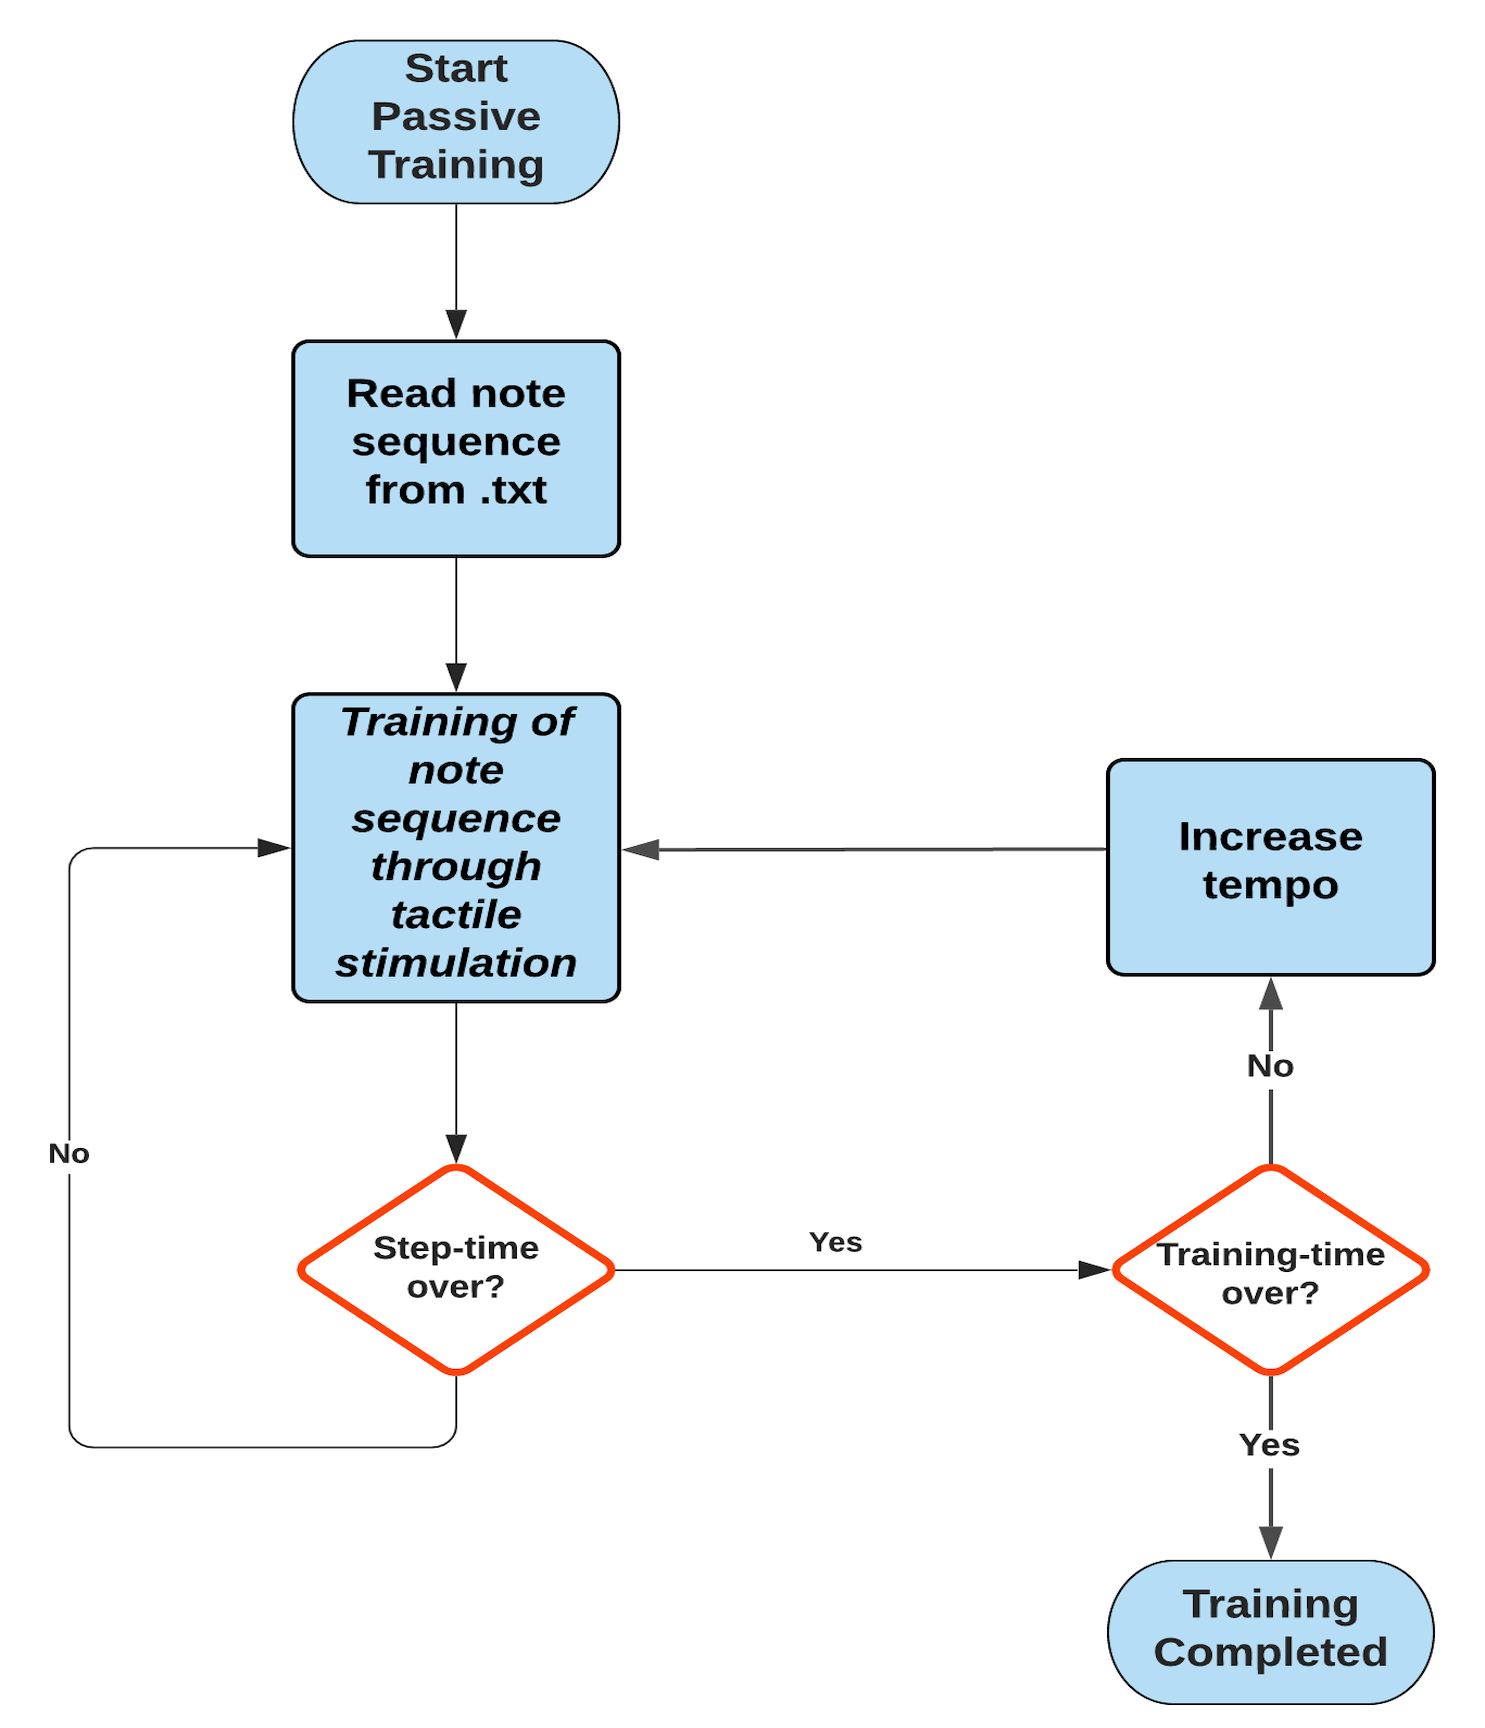 Start
Passive
Training
Read note
sequence
from .txt
Training of
note
sequence
through
tactile
stimulation
Increase
tempo
No
No
Step-time
over?
Yes
Training-time
over?
Yes
Training
Completed